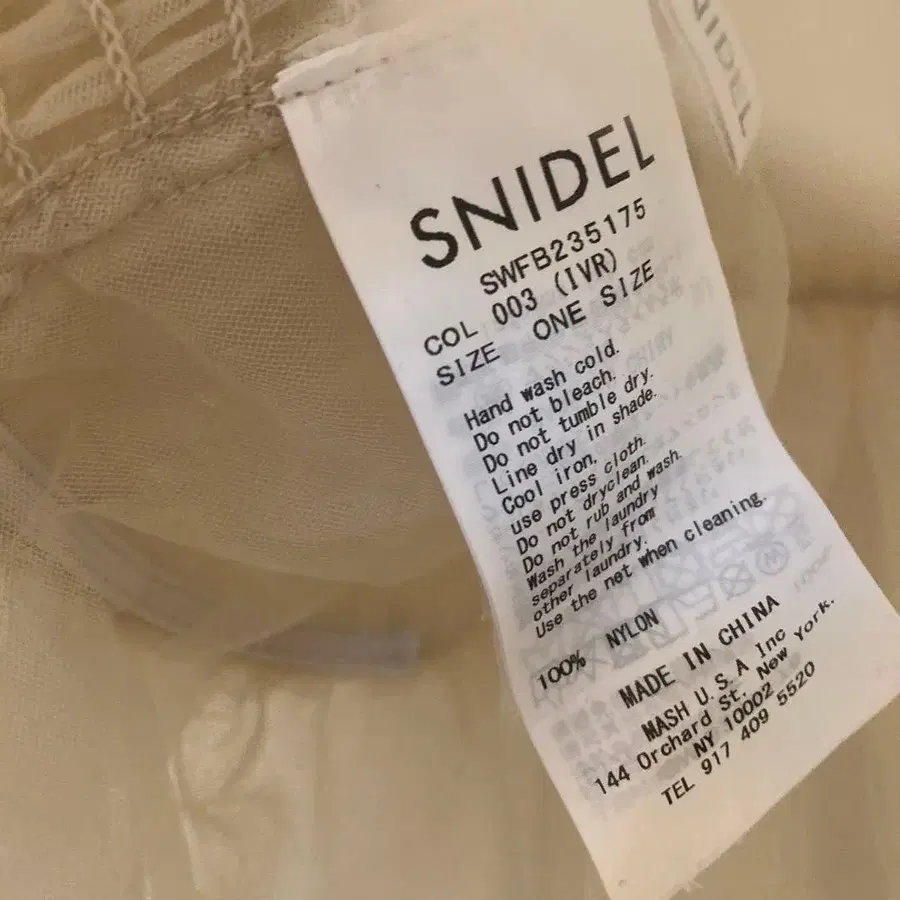 SNIDEL
SNIDEL
SWFB235175
COL 003 (IVR)
SIZE ONE SIZE
Hand wash cold.
Do not bleach.
Do not tumble dry.
Line dry in shade.
Cool iron,
use press cloth.
Do not dryclean.
Do not rub and wash.
Wash the laundry
separately from
other laundry.
Use the net when cleaning.
100% NYLON
MADE IN CHINA
MASH U.S.A Inc
144 Orchard St. New York.
NY 10002
TEL 917 409 5520